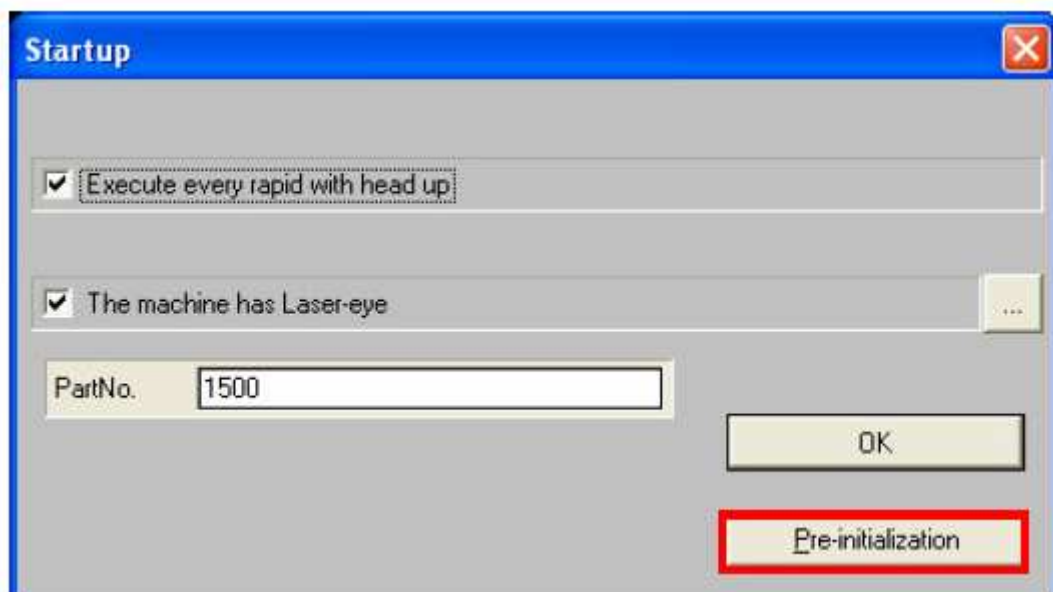 Startup
Execute every rapid with head up
The machine has Laser-eye
...
PartNo.
1500
OK
Pre-initialization